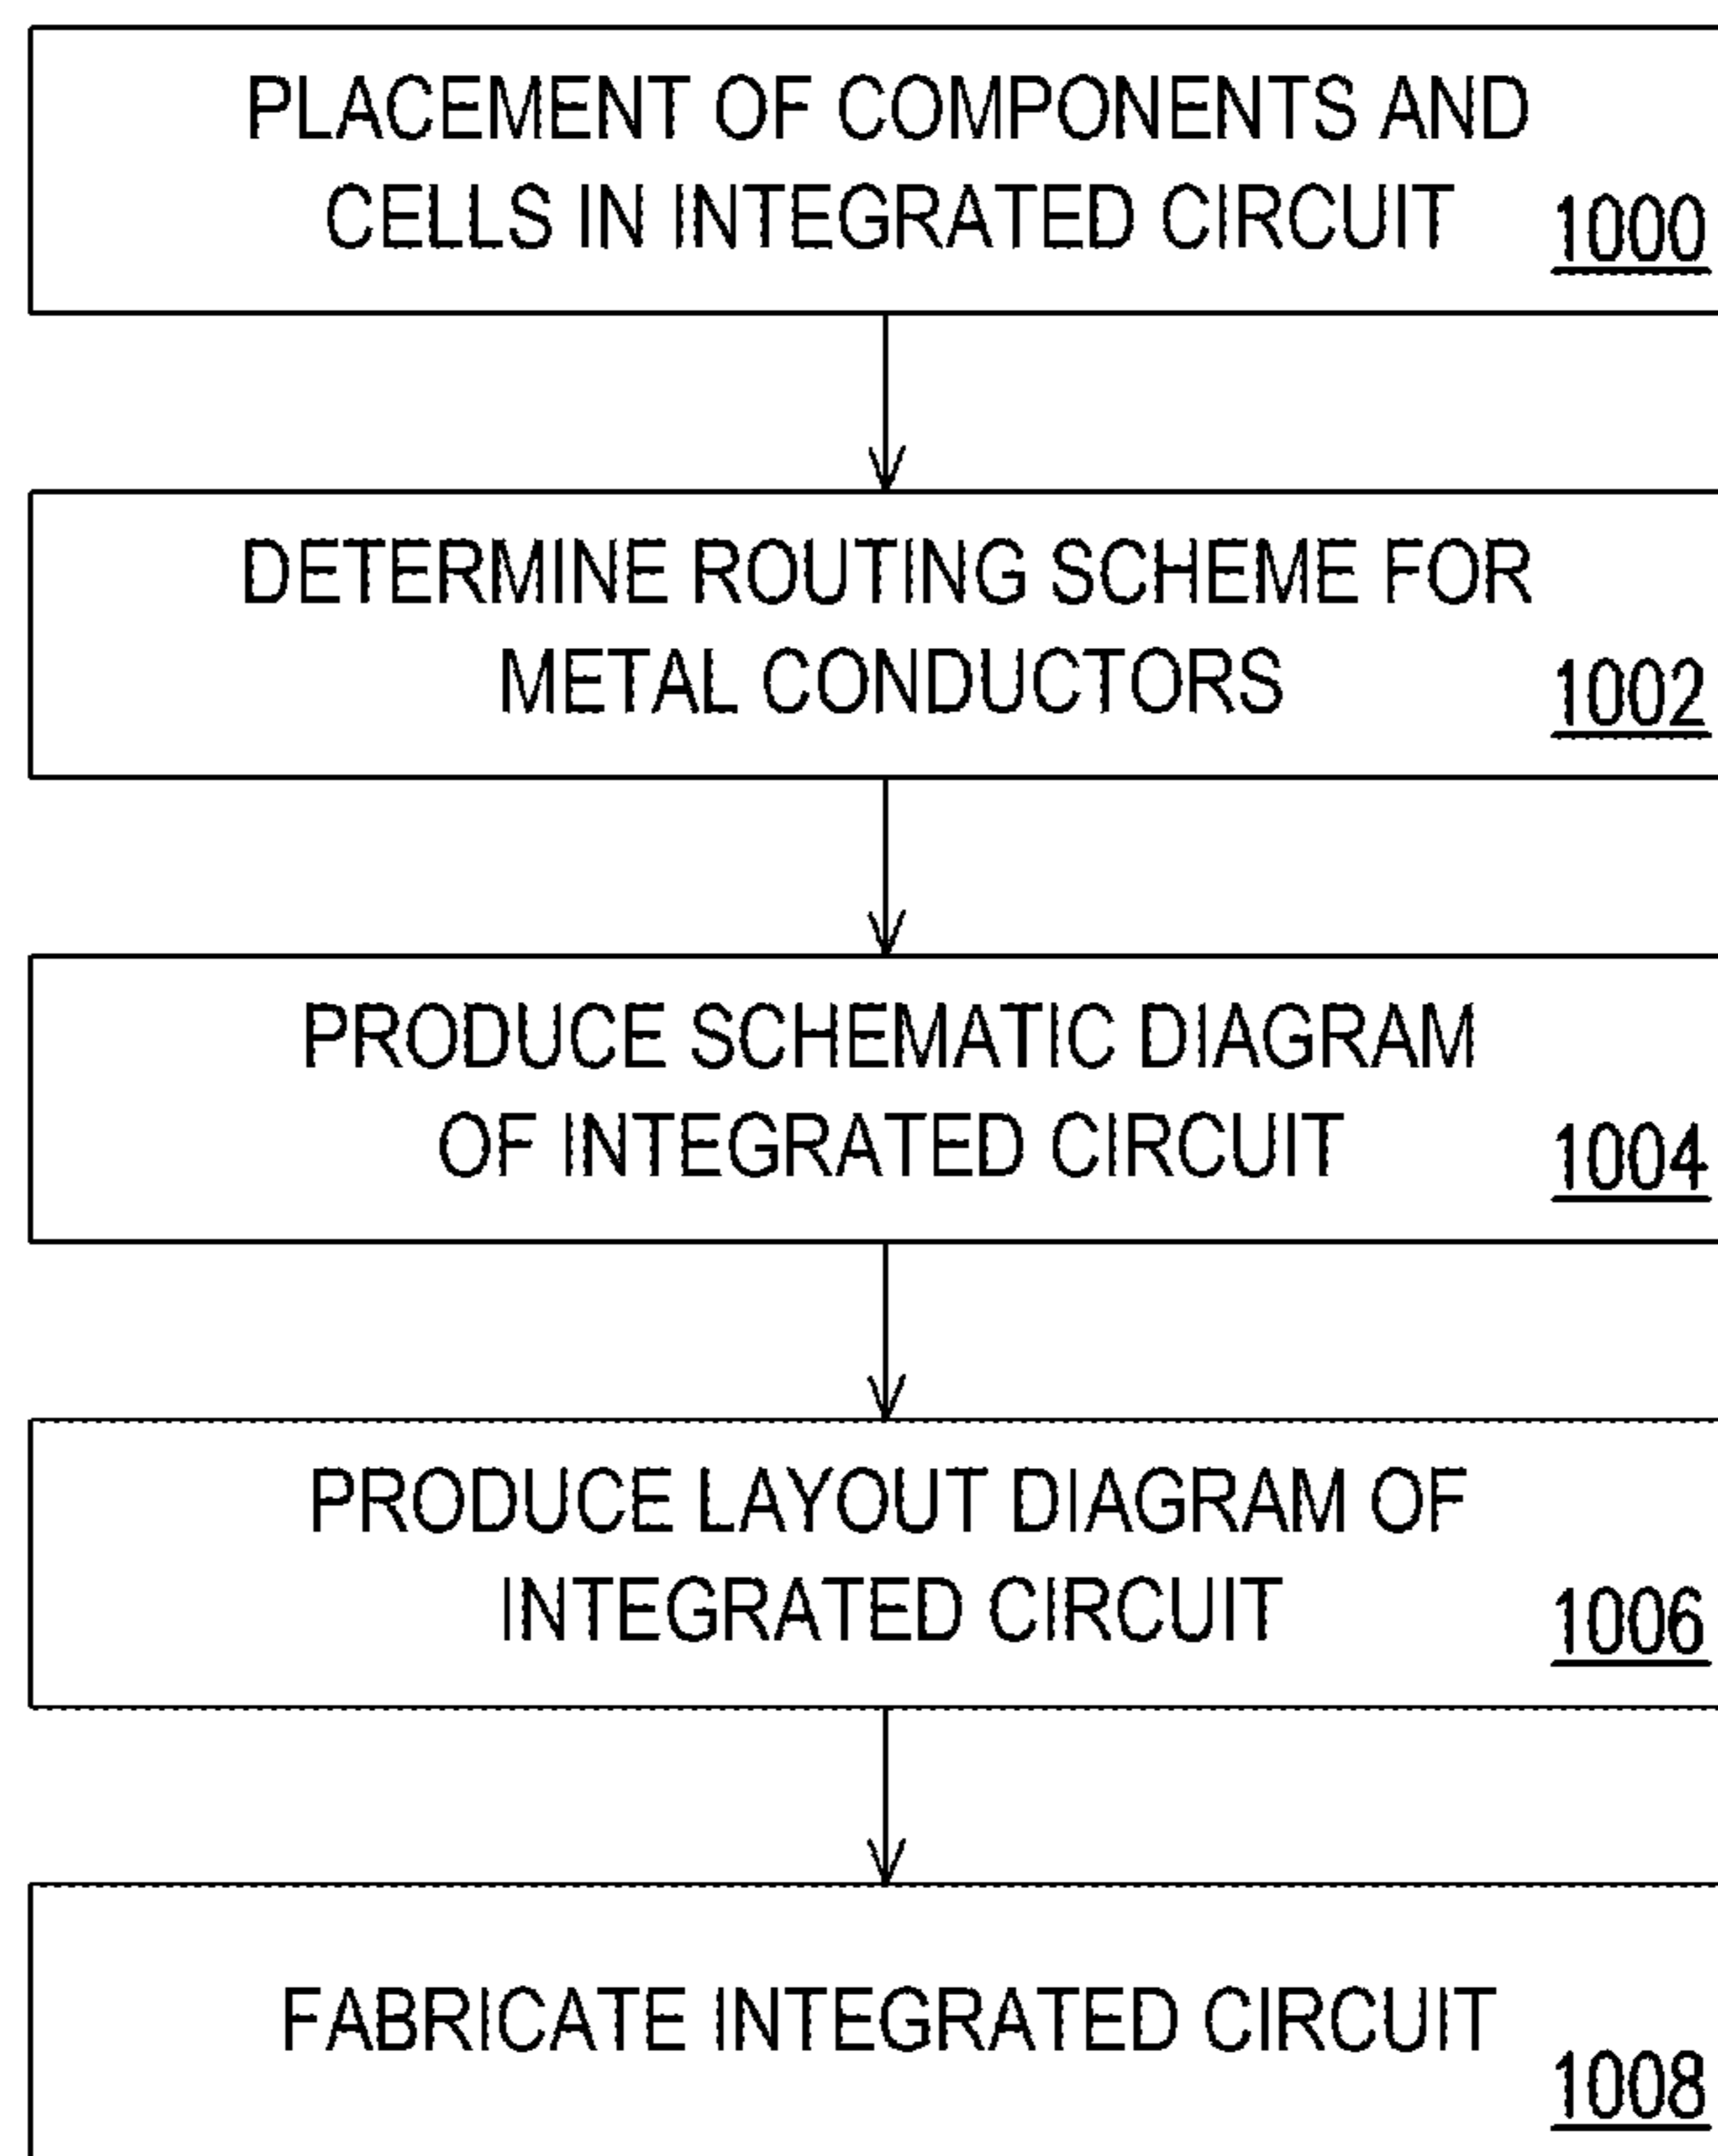 PLACEMENT OF COMPONENTS AND
CELLS IN INTEGRATED CIRCUIT
1000
DETERMINE ROUTING SCHEME FOR
METAL CONDUCTORS
1002
PRODUCE SCHEMATIC DIAGRAM
OF INTEGRATED CIRCUIT
1004
PRODUCE LAYOUT DIAGRAM OF
INTEGRATED CIRCUIT
1006
FABRICATE INTEGRATED CIRCUIT
1008